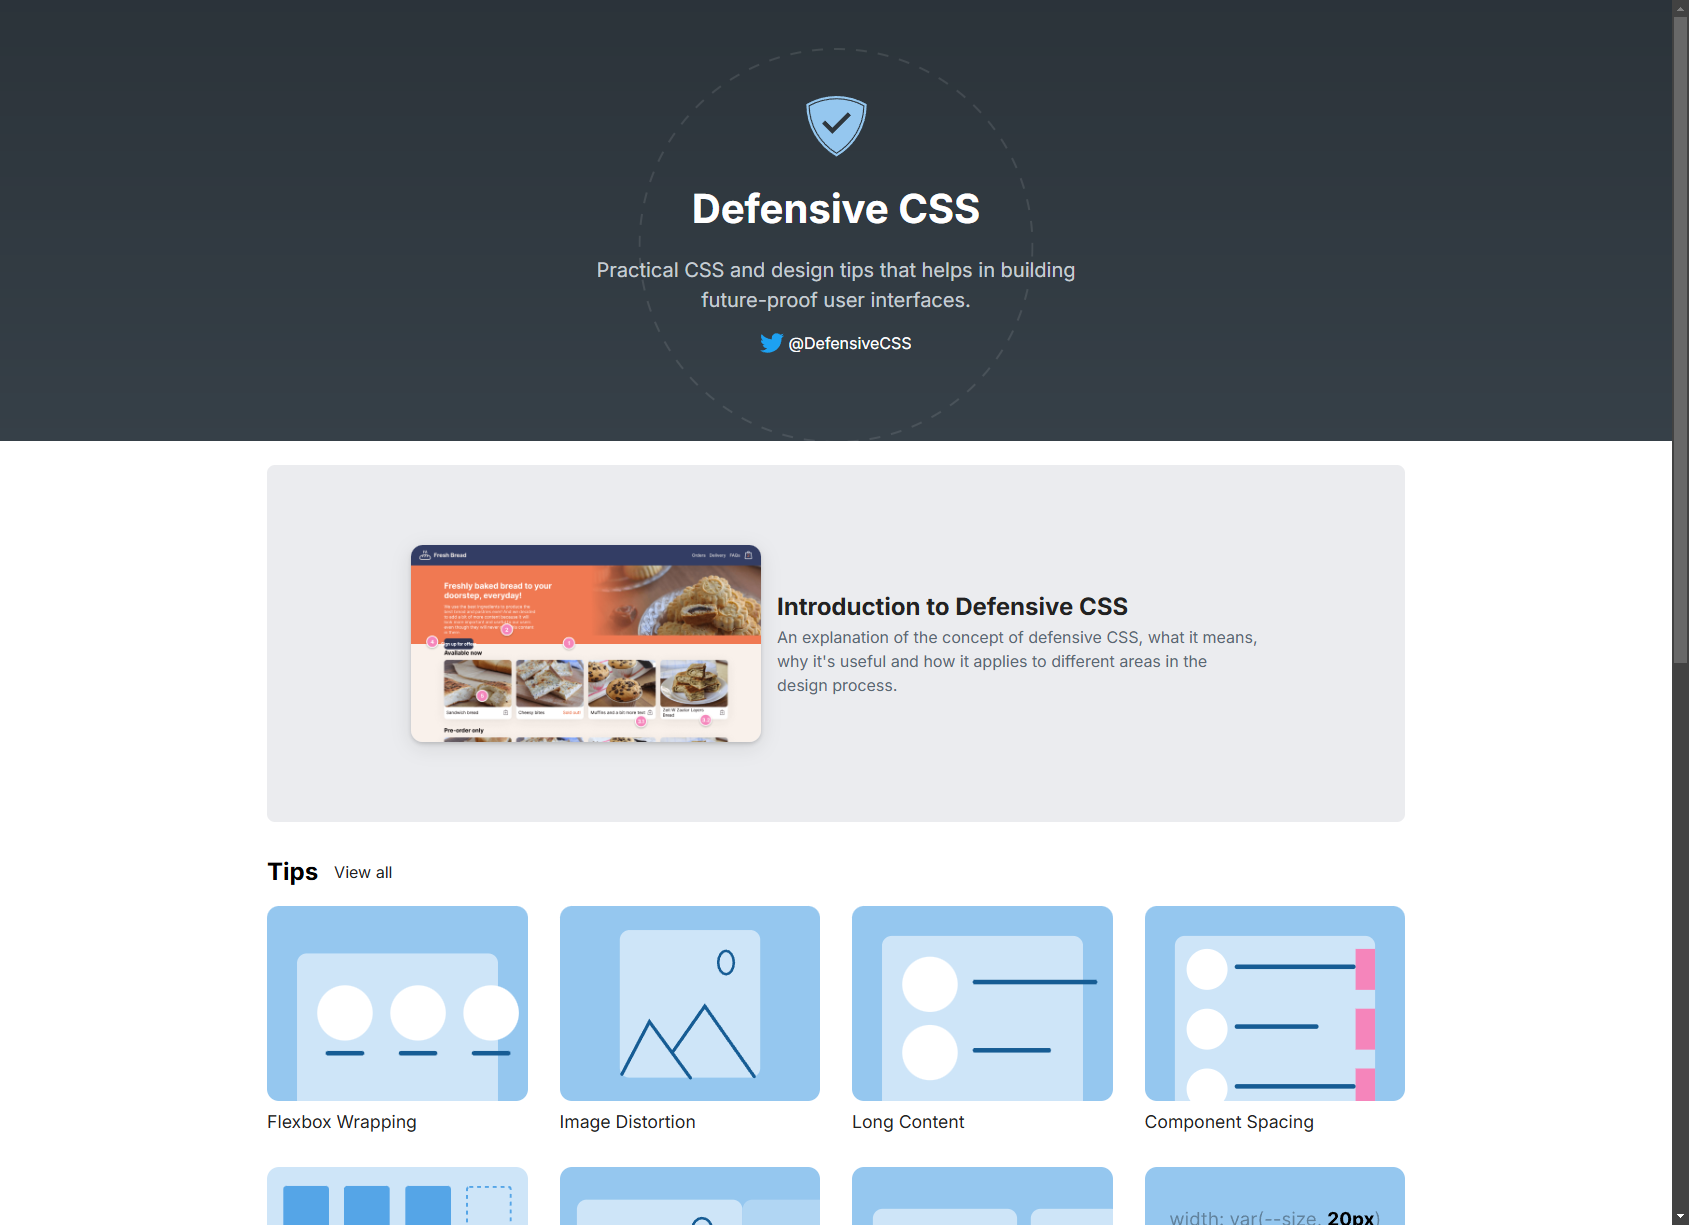 Defensive CSS
Practical CSS and design tips that helps in building
future-proof user interfaces.
@DefensiveCSS
Fresh Bread
Orders Delivery FAQs
Freshly baked bread to your
doorstep, everyday!
Available now
Sandwich bread
Cheesy bites
Sold out!
Muffins and a bit more text
Bread
Pre-order only
Introduction to Defensive CSS
An explanation of the concept of defensive CSS, what it means,
why it's useful and how it applies to different areas in the
design process.
Tips View all
Flexbox Wrapping
Image Distortion
Long Content
Component Spacing
width: var(--size, 20px)